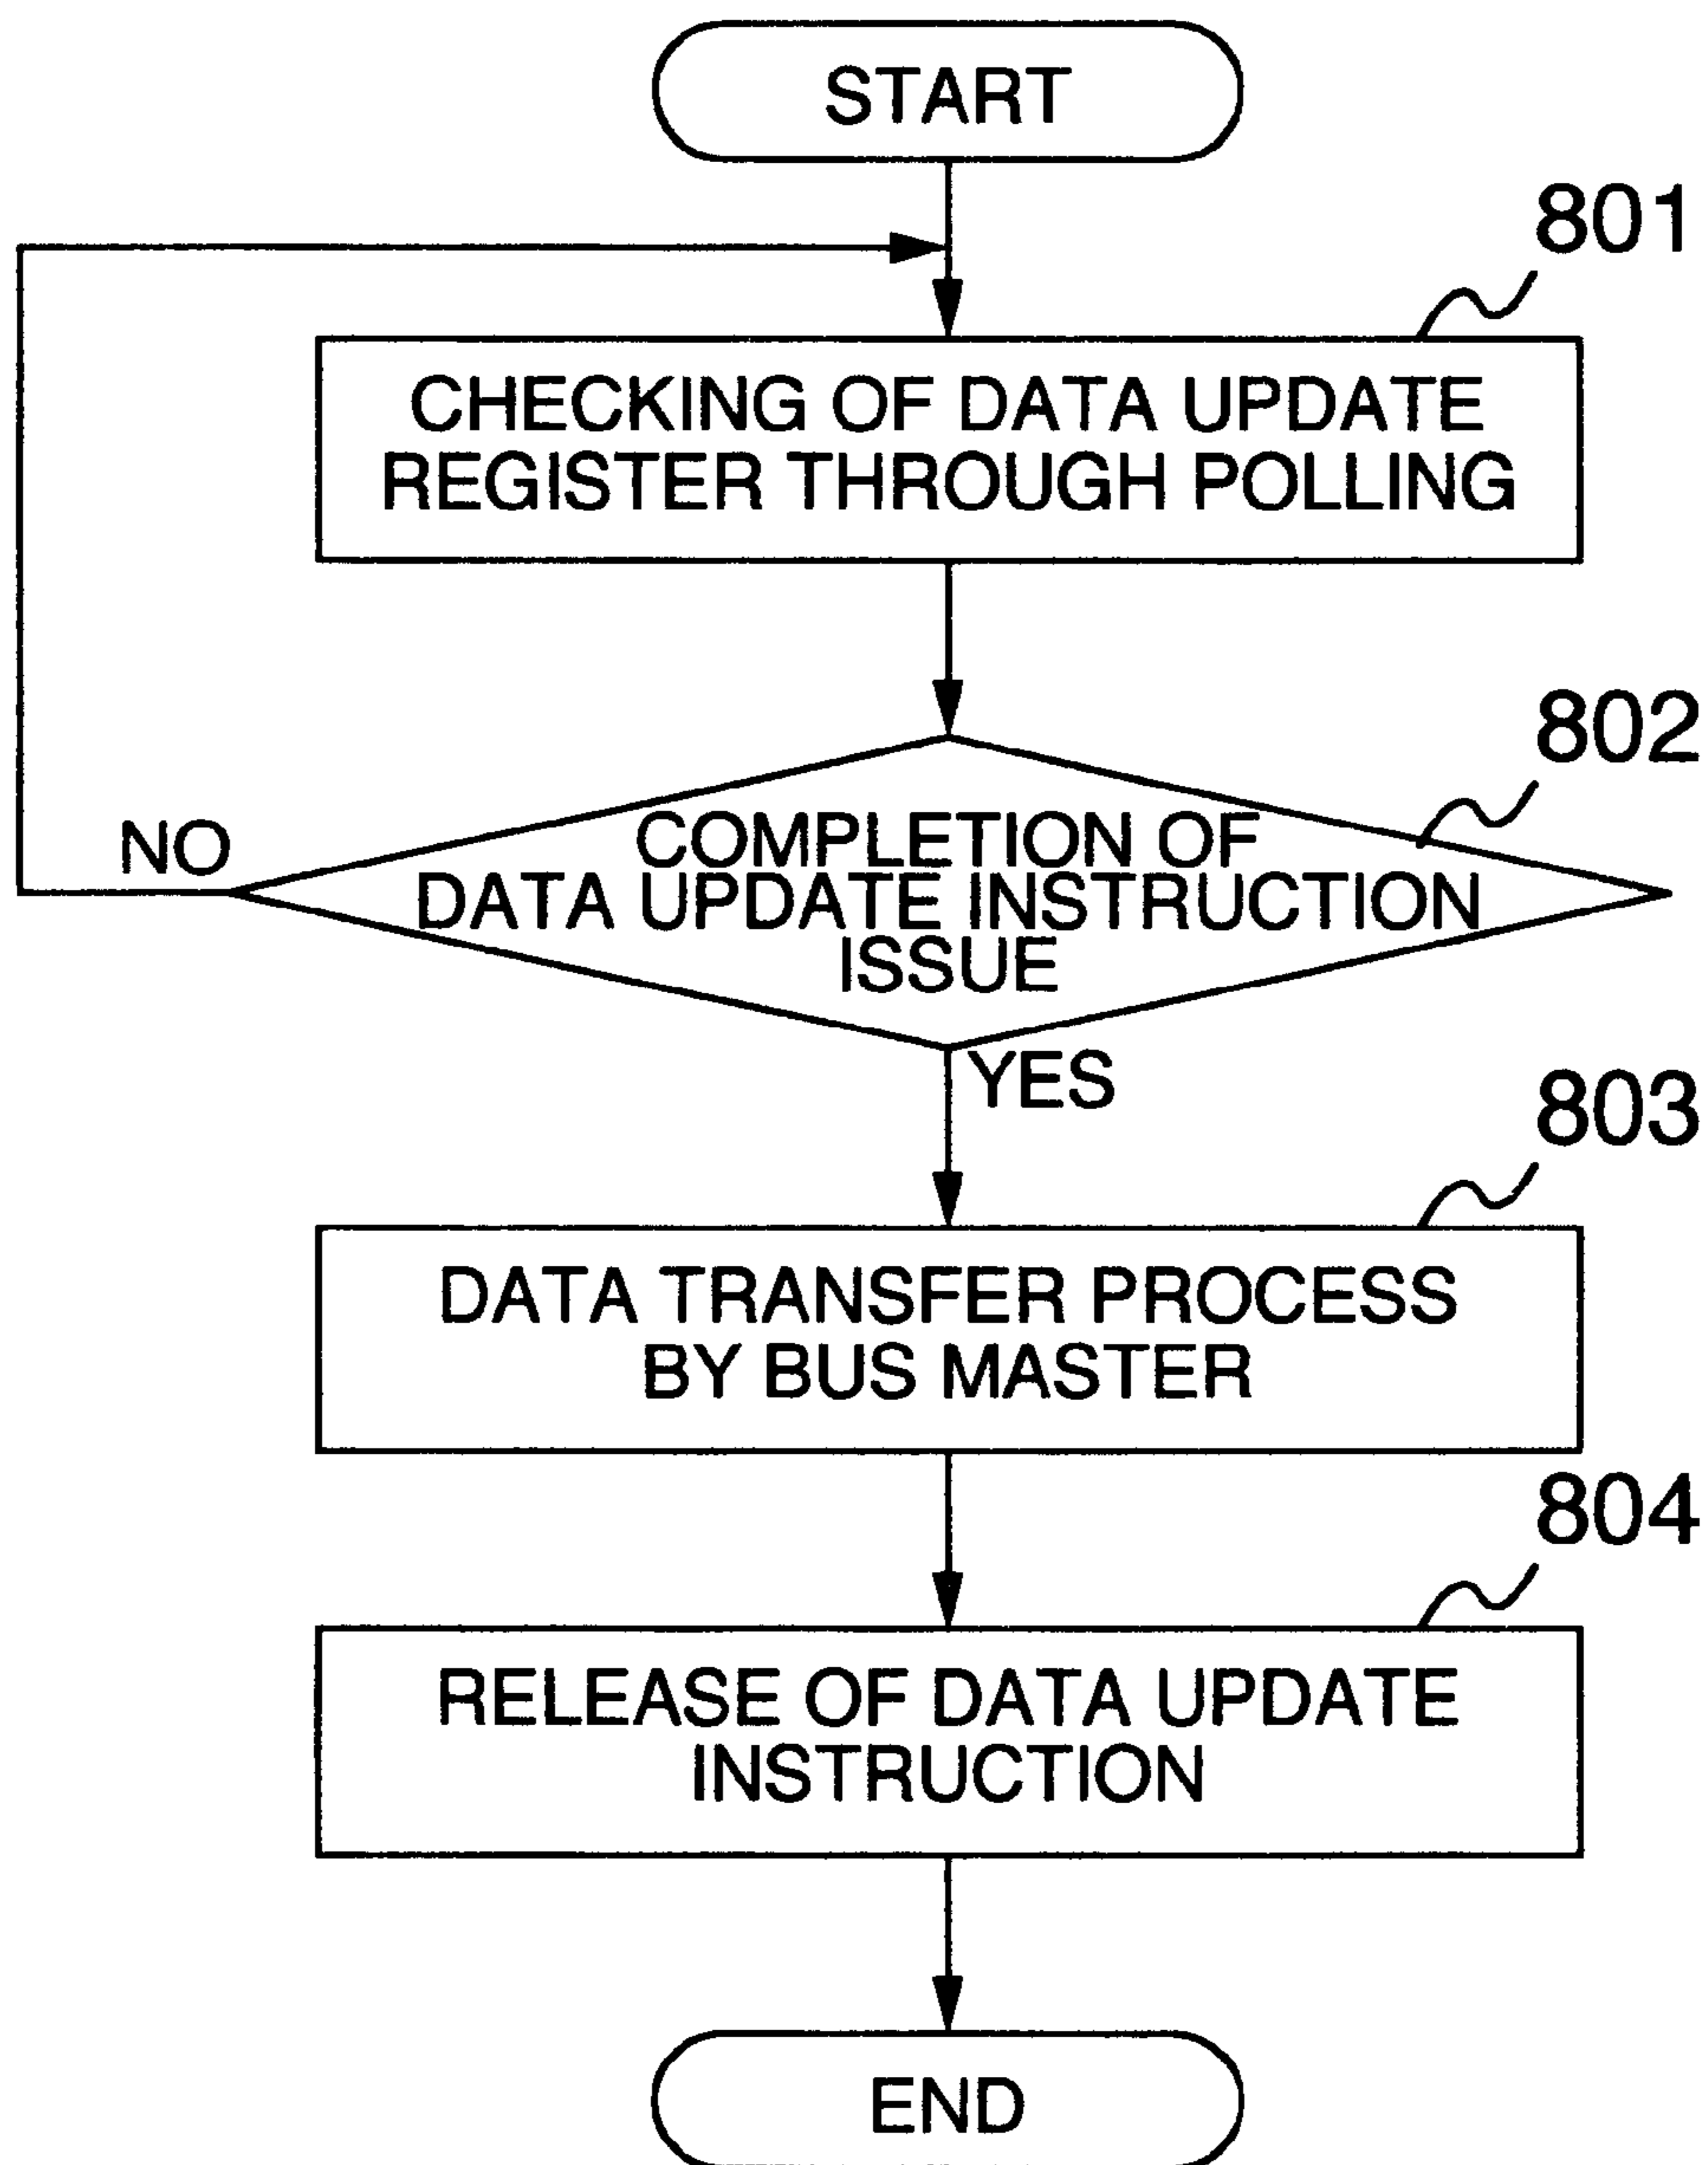 START
801
CHECKING OF DATA UPDATE
REGISTER THROUGH POLLING
802
NO
COMPLETION OF
DATA UPDATE INSTRUCTION
ISSUE
YES
803
DATA TRANSFER PROCESS
BY BUS MASTER
804
RELEASE OF DATA UPDATE
INSTRUCTION
END